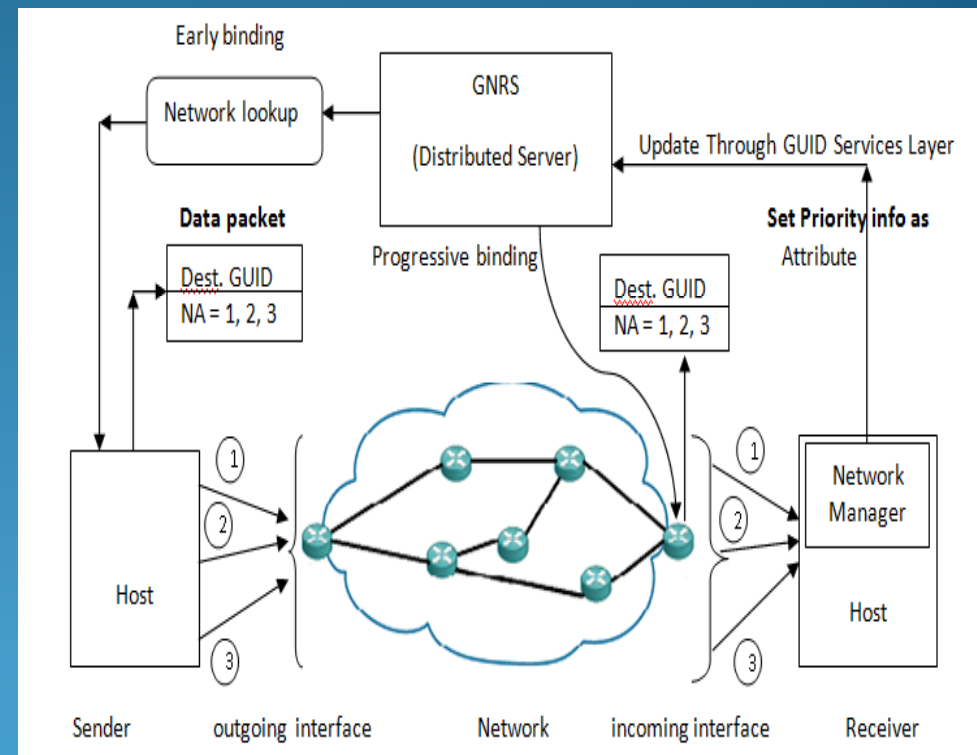 Early binding
GNRS
Network lookup
(Distributed Server)
Update Through GUID Services Layer
Data packet
Set Priority info as
Attribute
Progressive binding
Dest. GUID
NA = 1, 2, 3
Dest. GUID
NA = 1, 2, 3
1
2
3
Host
1
2
3
Network
Manager
Host
Sender
outgoing interface
Network
incoming interface
Receiver